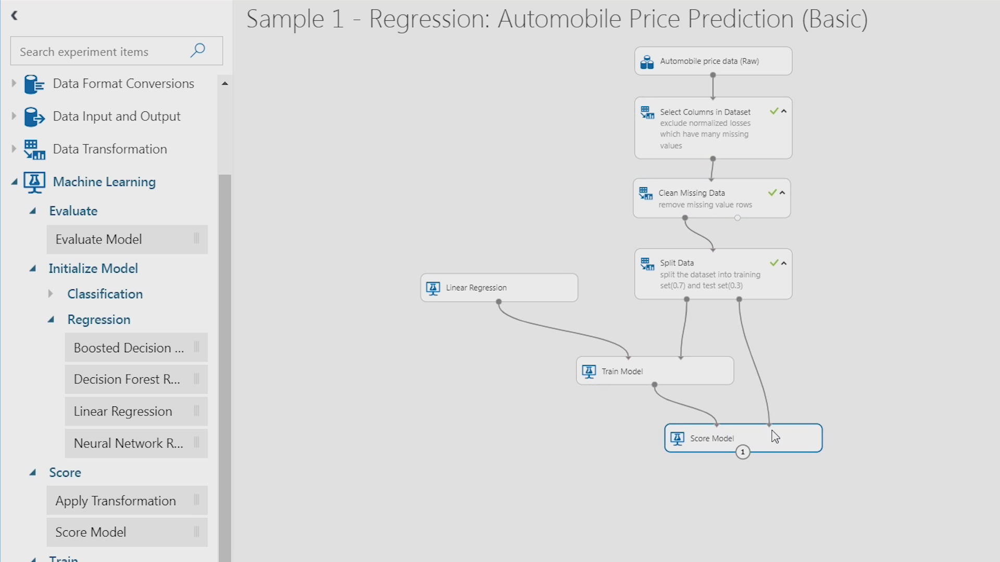 Sample 1 - Regression: Automobile Price Prediction (Basic)
Search experiment items
Data Format Conversions
Data Input and Output
Data Transformation
Machine Learning
Evaluate
Evaluate Model
Initialize Model
Classification
Regression
Boosted Decision ...
Decision Forest R...
Linear Regression
Neural Network R...
Score
Apply Transformation
Score Model
Train
Automobile price data (Raw)
Select Columns in Dataset
exclude normalized losses
which have many missing
values
Clean Missing Data
remove missing value rows
Split Data
split the dataset into training
set(0.7) and test set(0.3)
Linear Regression
Train Model
Score Model
1